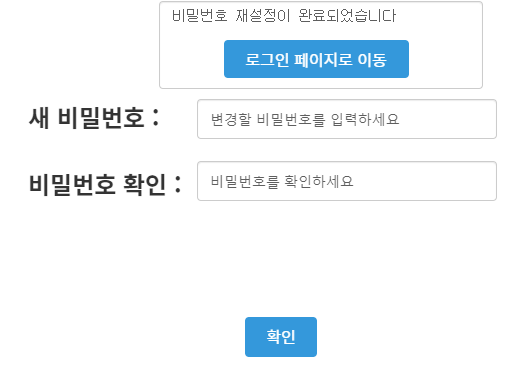 비밀번호 재설정이 완료되었습니다
로그인 페이지로 이동
새 비밀번호 :
변경할 비밀번호를 입력하세요
비밀번호 확인 :
비밀번호를 확인하세요
확인